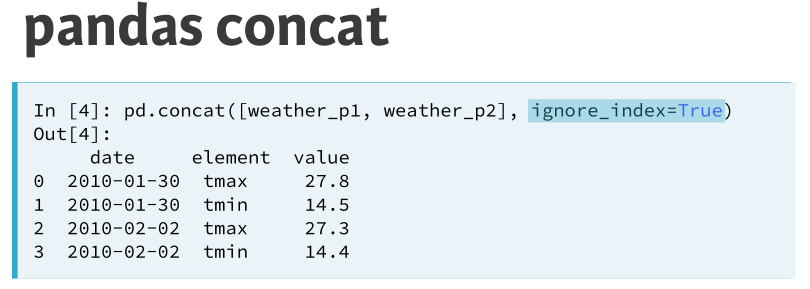 pandas concat
In [4]: pd.concat([weather_p1, weather_p2], ignore_index=True)
Out[4]:
     date     element  value
0  2010-01-30  tmax     27.8
1  2010-01-30  tmin     14.5
2  2010-02-02  tmax     27.3
3  2010-02-02  tmin     14.4